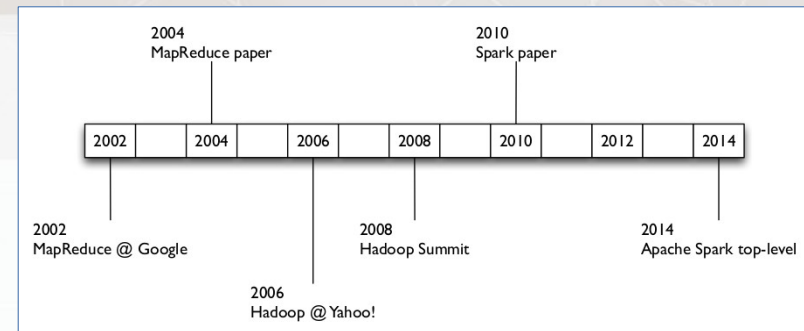 2004
MapReduce paper
2010
Spark paper
2002 2004 2006 2008 2010 2012 2014
2002
MapReduce @ Google
2008
Hadoop Summit
2014
Apache Spark top-level
2006
Hadoop @ Yahoo!